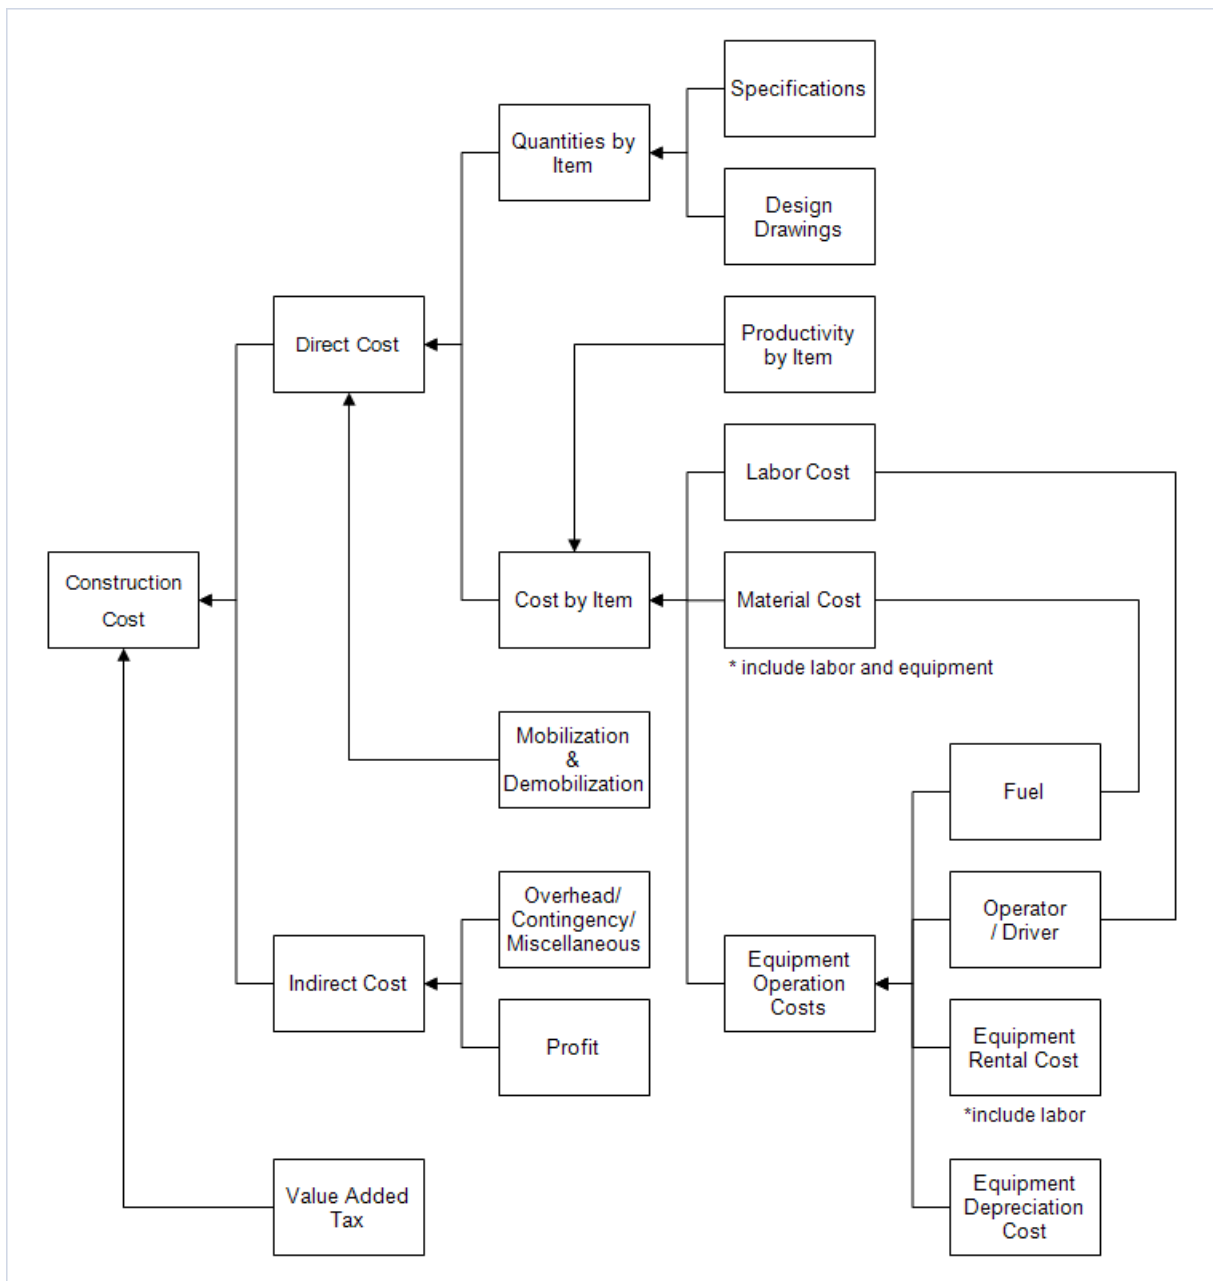 Specifications
Quantities by
Item
Design
Drawings
Productivity
by Item
Direct Cost
Labor Cost
Construction
Cost
Cost by Item
Material Cost
* include labor and equipment
Mobilization
&
Demobilization
Fuel
Overhead/
Contingency/
Miscellaneous
Operator
/ Driver
Indirect Cost
Equipment
Operation
Costs
Profit
Equipment
Rental Cost
*include labor
Value Added
Tax
Equipment
Depreciation
Cost